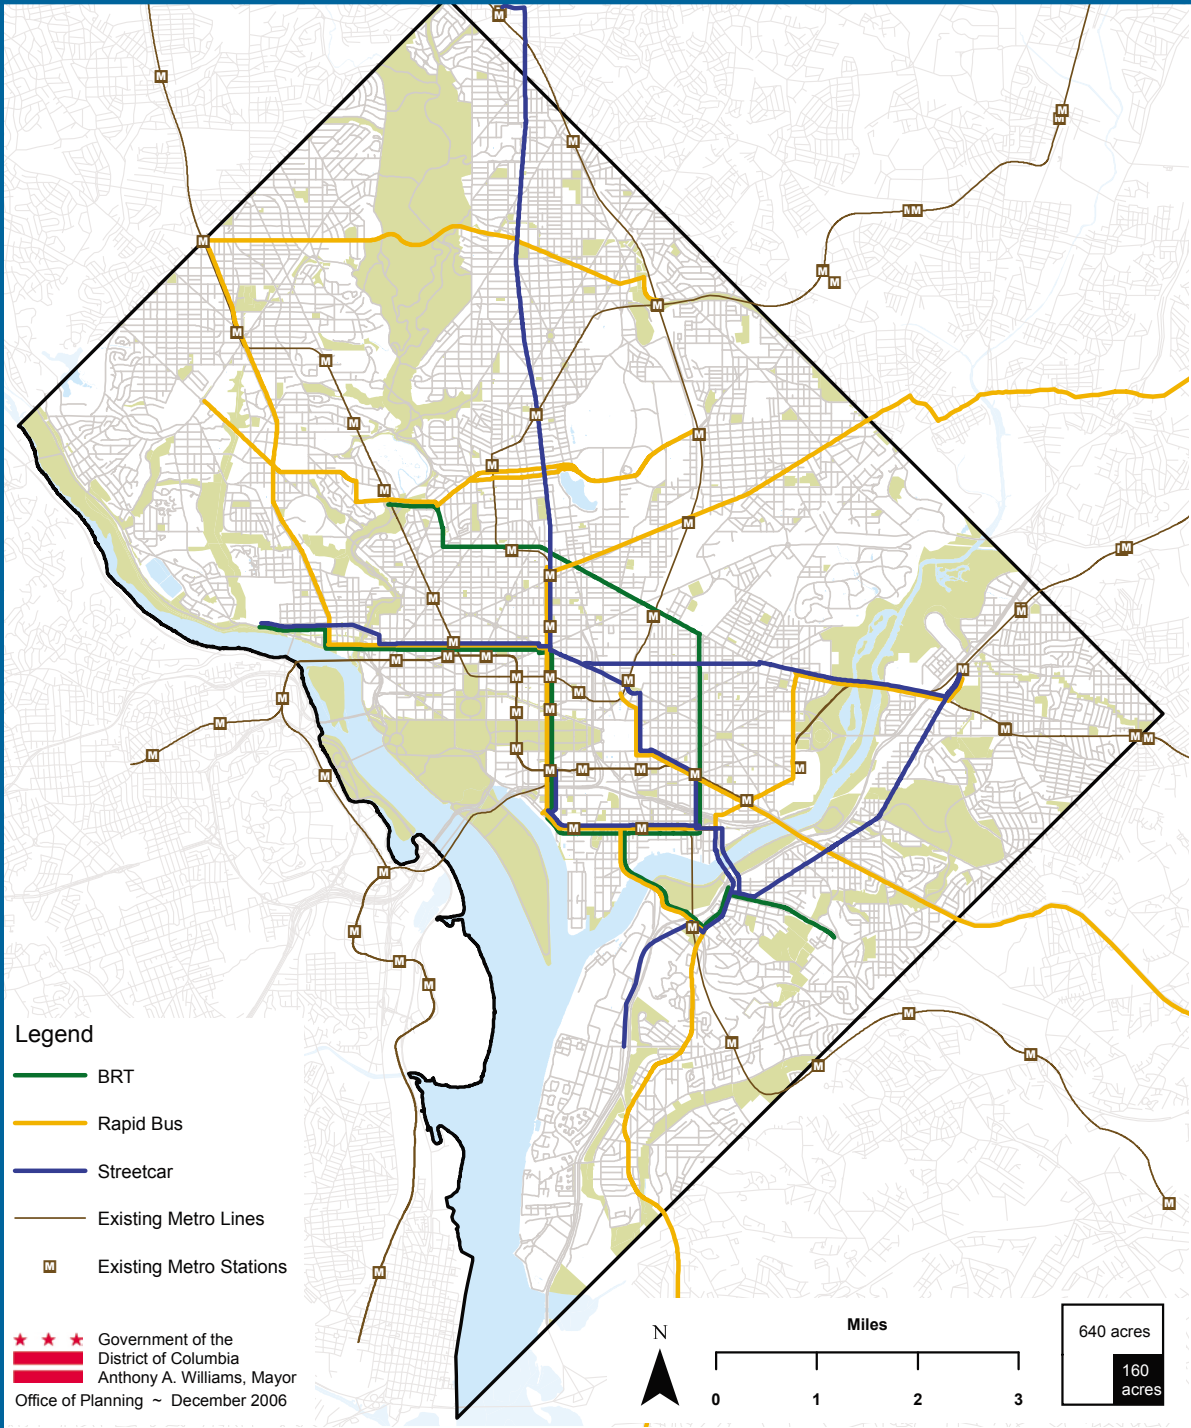 Legend
BRT
Rapid Bus
Streetcar
Existing Metro Lines
M Existing Metro Stations
Government of the
District of Columbia
Anthony A. Williams, Mayor
Office of Planning ~ December 2006
N
Miles
0 1 2 3
640 acres
160
acres